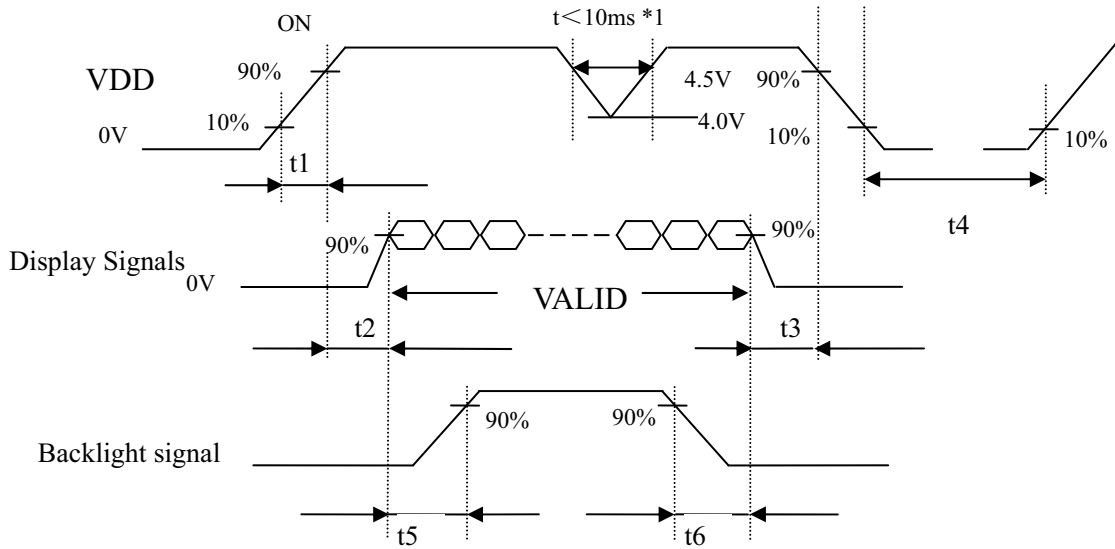 ON
t<10ms *1
VDD
90%
4.5V
90%
0V
10%
4.0V
10%
10%
t1
t4
Display Signals
0V
90%
90%
VALID
t2
t3
90%
90%
Backlight signal
t5
t6